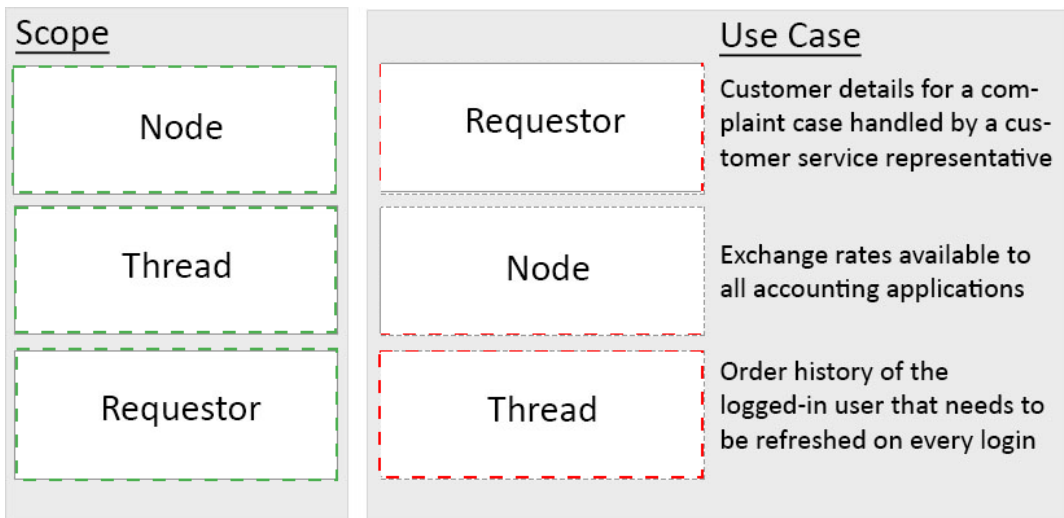 Scope
Node
Thread
Requestor
Use Case
Requestor
Customer details for a com-
plaint case handled by a cus-
tomer service representative
Node
Exchange rates available to
all accounting applications
Thread
Order history of the
logged-in user that needs to
be refreshed on every login